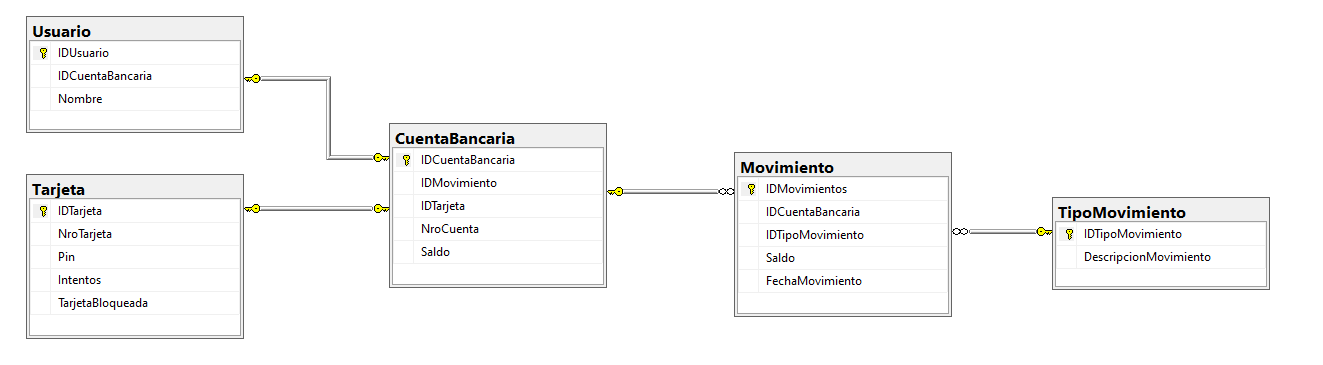 Usuario
IDUsuario
IDCuentaBancaria
Nombre
Tarjeta
IDTarjeta
NroTarjeta
Pin
Intentos
TarjetaBloqueada
CuentaBancaria
IDCuentaBancaria
IDMovimiento
IDTarjeta
NroCuenta
Saldo
Movimiento
IDMovimientos
IDCuentaBancaria
IDTipoMovimiento
Saldo
FechaMovimiento
TipoMovimiento
IDTipoMovimiento
DescripcionMovimiento